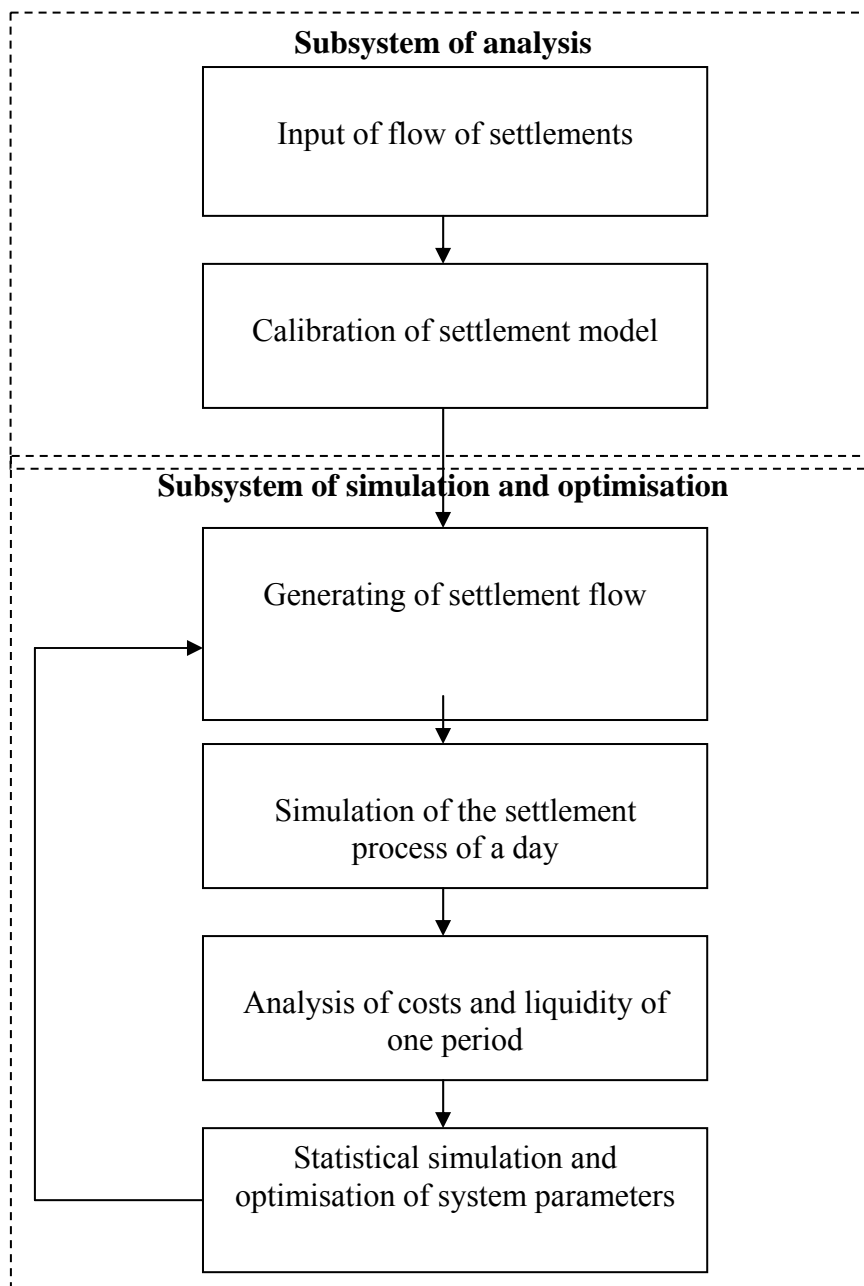 Subsystem of analysis
Input of flow of settlements
Calibration of settlement model
Subsystem of simulation and optimisation
Generating of settlement flow
Simulation of the settlement
process of a day
Analysis of costs and liquidity of
one period
Statistical simulation and
optimisation of system parameters